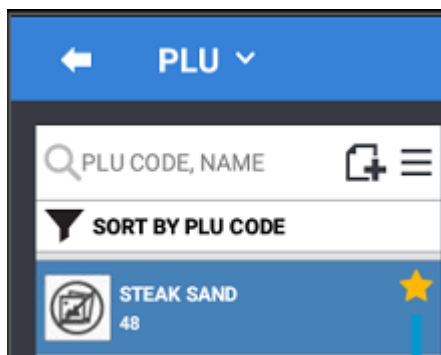 PLU
PLU CODE, NAME
SORT BY PLU CODE
STEAK SAND
48